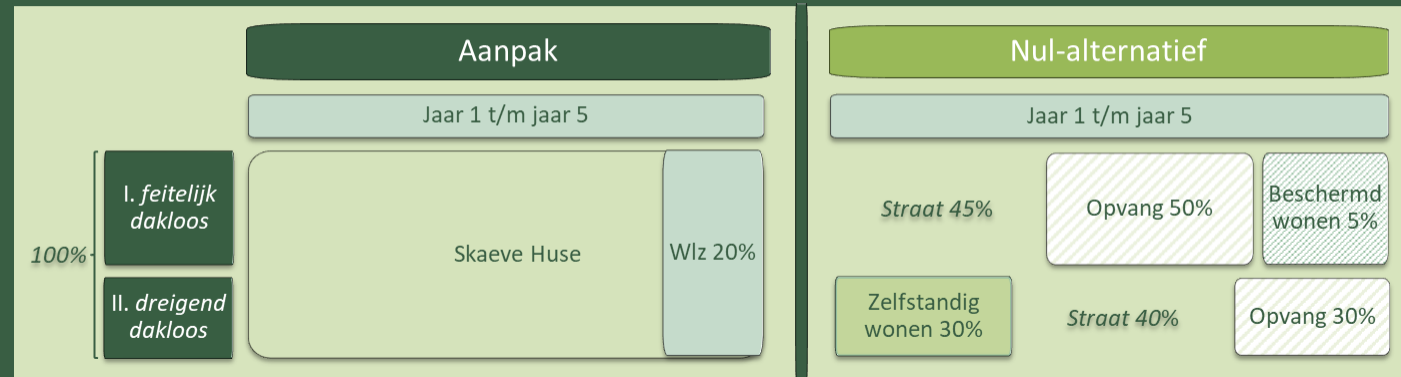 Aanpak
Nul-alternatief
Jaar 1 t/m jaar 5
Jaar 1 t/m jaar 5
100%
I. feitelijk
dakloos
II. dreigend
dakloos
Skaeve Huse
Wlz 20%
Straat 45%
Opvang 50%
Beschermd
wonen 5%
Zelfstandig
wonen 30%
Straat 40%
Opvang 30%